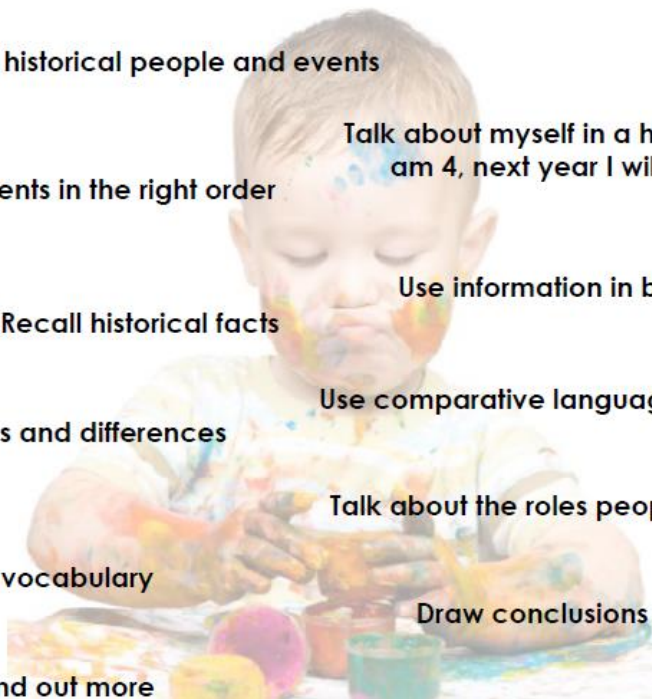 historical people and events
Talk about myself in a h
am 4, next year I wil
ents in the right order
Use information in b
Recall historical facts
Use comparative languag
s and differences
Talk about the roles peop
vocabulary
Draw conclusions
nd out more